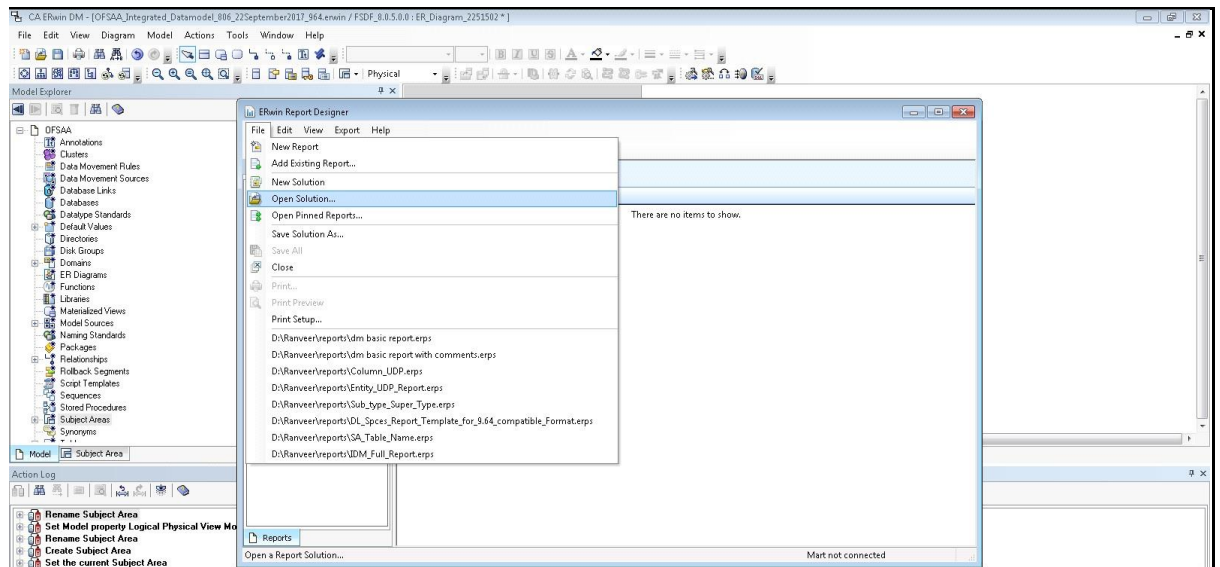 CA ERwin DM - [OFSAA_Integrated_Datamodel_806_22September2017_964.erwin / FSDF_8.0.5.0.0 : ER_Diagram_2251502 * ]
File Edit View Diagram Model Actions Tools Window Help
Physical
Model Explorer
OFSAA
Annotations
Clusters
Data Movement Rules
Data Movement Sources
Database Links
Databases
Datatype Standards
Default Values
Directories
Disk Groups
Domains
ER Diagrams
Functions
Libraries
Materialized Views
Model Sources
Naming Standards
Packages
Relationships
Rollback Segments
Script Templates
Sequences
Stored Procedures
Subject Areas
Synonyms
Model Subject Area
ERwin Report Designer
File Edit View Export Help
New Report
Add Existing Report...
New Solution
Open Solution...
Open Pinned Reports...
Save Solution As...
Save All
Close
Print...
Print Preview
Print Setup...
D:\Ranveer\reports\dm basic report.erps
D:\Ranveer\reports\dm basic report with comments.erps
D:\Ranveer\reports\Column_UDP.erps
D:\Ranveer\reports\Entity_UDP_Report.erps
D:\Ranveer\reports\Sub_type_Super_Type.erps
D:\Ranveer\reports\DL_Spces_Report_Template_for_9.64_compatible_Format.erps
D:\Ranveer\reports\SA_Table_Name.erps
D:\Ranveer\reports\IDM_Full_Report.erps
There are no items to show.
Reports
Open a Report Solution...
Mart not connected
Action Log
Rename Subject Area
Set Model property Logical Physical View Mo
Rename Subject Area
Create Subject Area
Set the current Subject Area